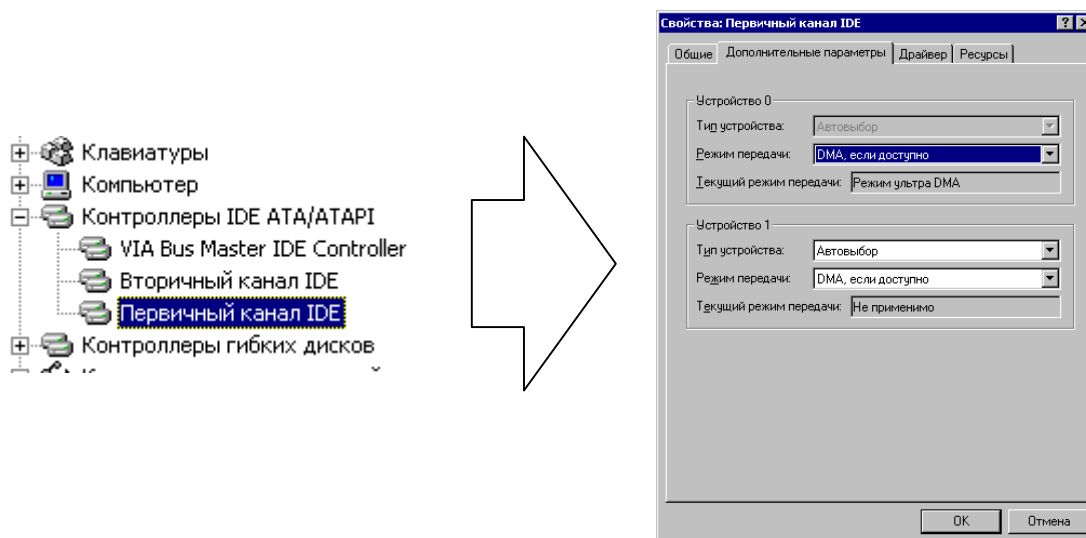 Клавиатуры
Компьютер
Контроллеры IDE ATA/ATAPI
VIA Bus Master IDE Controller
Вторичный канал IDE
Первичный канал IDE
Контроллеры гибких дисков
Свойства: Первичный канал IDE
Общие Дополнительные параметры Драйвер Ресурсы
Устройство 0
Тип устройства: Автовыбор
Режим передачи: DMA, если доступно
Текущий режим передачи: Режим ультра DMA
Устройство 1
Тип устройства: Автовыбор
Режим передачи: DMA, если доступно
Текущий режим передачи: Не применимо
OK Отмена